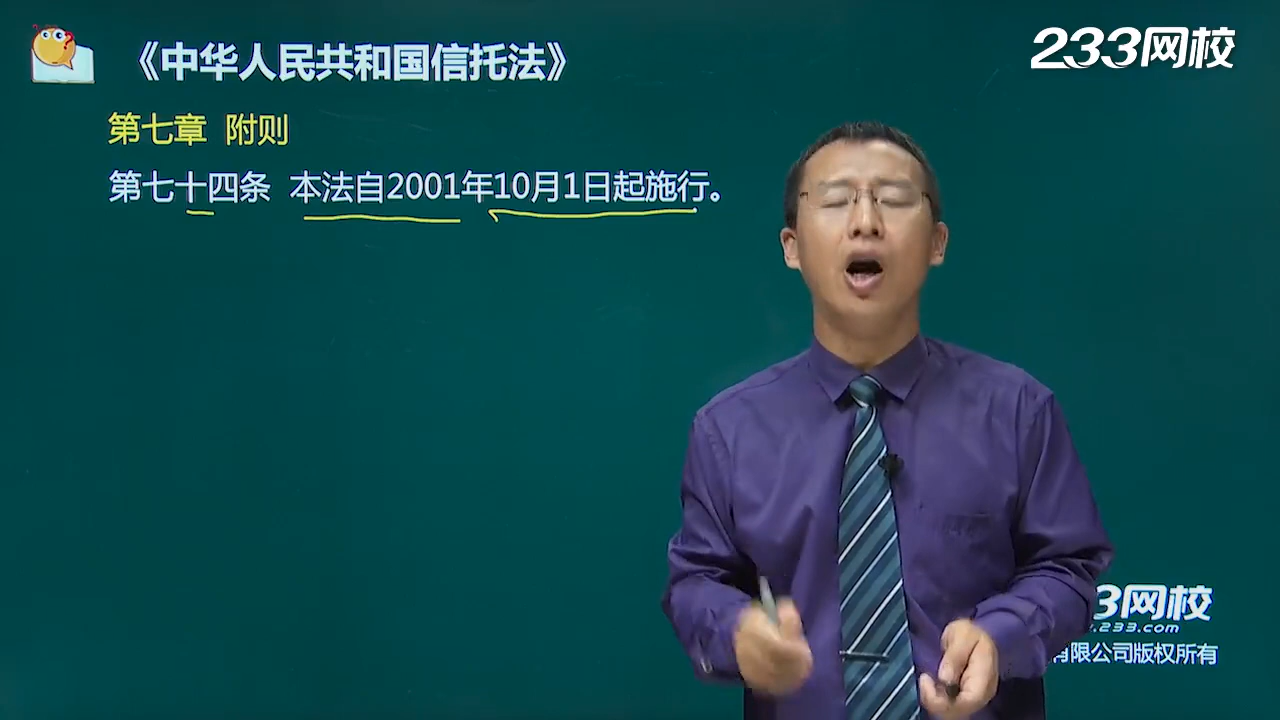 《中华人民共和国信托法》
233网校
第七章 附则
第七十四条 本法自2001年10月1日起施行。
3网校
.233.com
有限公司版权所有